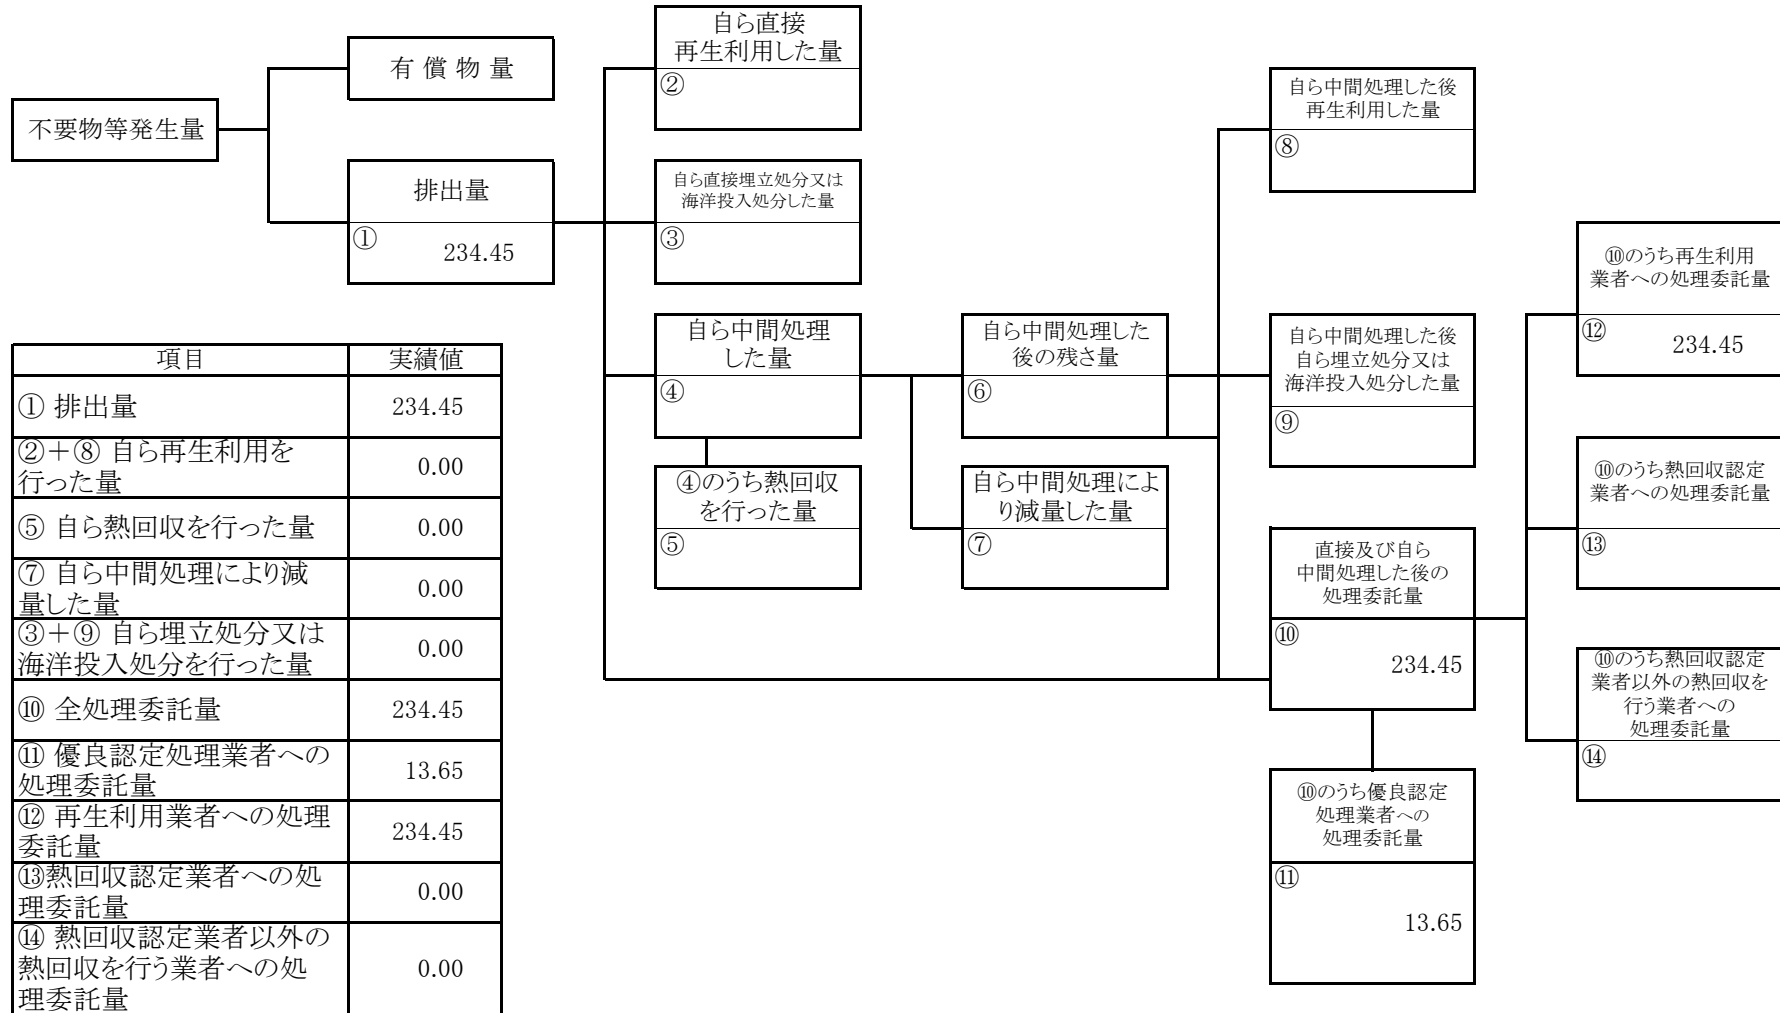 不要物等発生量
有 償 物 量
排出量
①
234.45
自ら直接
再生利用した量
②
自ら直接埋立処分又は
海洋投入処分した量
③
自ら中間処理
した量
④
④のうち熱回収
を行った量
⑤
自ら中間処理した
後の残さ量
⑥
自ら中間処理によ
り減量した量
⑦
自ら中間処理した後
再生利用した量
⑧
自ら中間処理した後
自ら埋立処分又は
海洋投入処分した量
⑨
直接及び自ら
中間処理した後の
処理委託量
⑩
234.45
⑩のうち優良認定
処理業者への
処理委託量
⑪
13.65
⑩のうち再生利用
業者への処理委託量
⑫
234.45
⑩のうち熱回収認定
業者への処理委託量
⑬
⑩のうち熱回収認定
業者以外の熱回収を
行う業者への
処理委託量
⑭
項目 実績値
① 排出量 234.45
②＋⑧ 自ら再生利用を
行った量 0.00
⑤ 自ら熱回収を行った量 0.00
⑦ 自ら中間処理により減
量した量 0.00
③＋⑨ 自ら埋立処分又は
海洋投入処分を行った量 0.00
⑩ 全処理委託量 234.45
⑪ 優良認定処理業者への
処理委託量 13.65
⑫ 再生利用業者への処理
委託量 234.45
⑬熱回収認定業者への処
理委託量 0.00
⑭ 熱回収認定業者以外の
熱回収を行う業者への処
理委託量 0.00